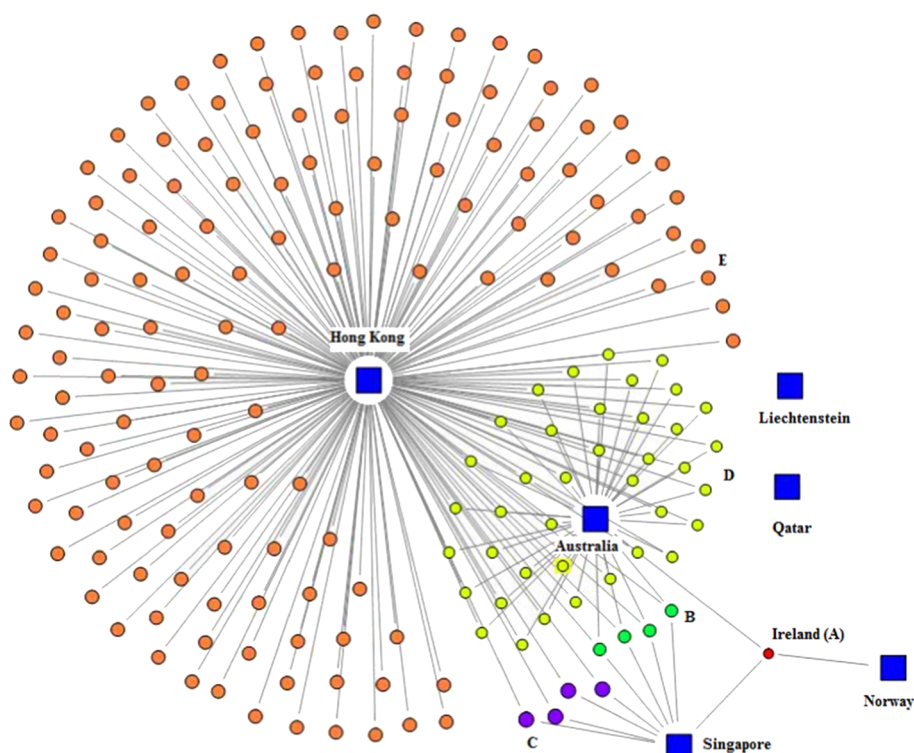 E
Hong Kong
Liechtenstein
D
Qatar
Australia
B
Ireland (A)
Norway
C
Singapore